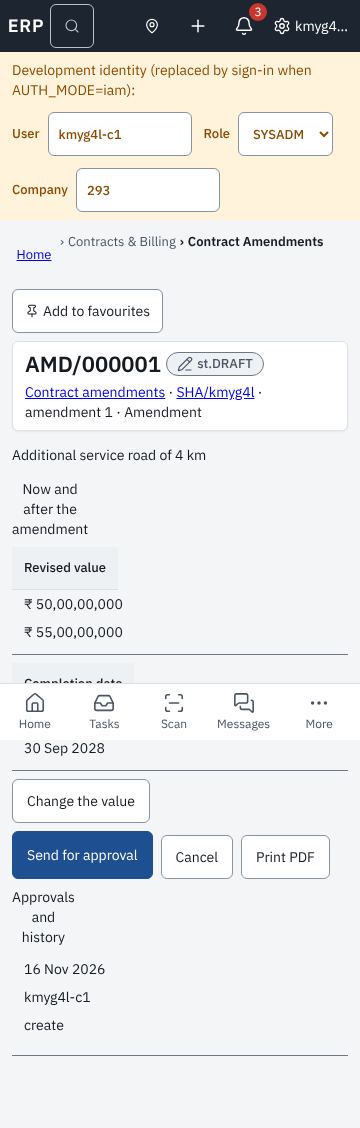 ERP
3
kmyg4...
Development identity (replaced by sign-in when
AUTH_MODE=iam):
User kmyg4l-c1 Role SYSADM
Company 293
› Contracts & Billing › Contract Amendments
Home
Add to favourites
AMD/000001 st.DRAFT
Contract amendments · SHA/kmyg4l ·
amendment 1 · Amendment
Additional service road of 4 km
Now and
after the
amendment
Revised value
₹ 50,00,00,000
₹ 55,00,00,000
Completion date
Home Tasks Scan Messages More
30 Sep 2028
Change the value
Send for approval Cancel Print PDF
Approvals
and
history
16 Nov 2026
kmyg4l-c1
create